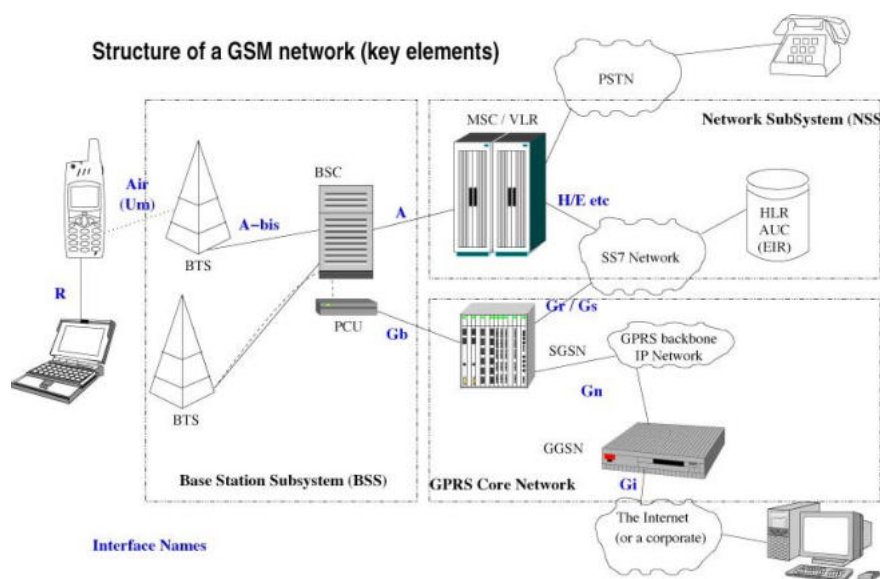 Structure of a GSM network (key elements)
PSTN
MSC / VLR
Network SubSystem (NSS
BSC
Air
(Um)
A-bis
A
H/E etc
HLR
AUC
(EIR)
BTS
SS7 Network
R
Gr / Gs
PCU
Gb
SGSN
GPRS backbone
IP Network
Gn
BTS
GGSN
Base Station Subsystem (BSS)
GPRS Core Network
Gi
The Internet
(or a corporate)
Interface Names